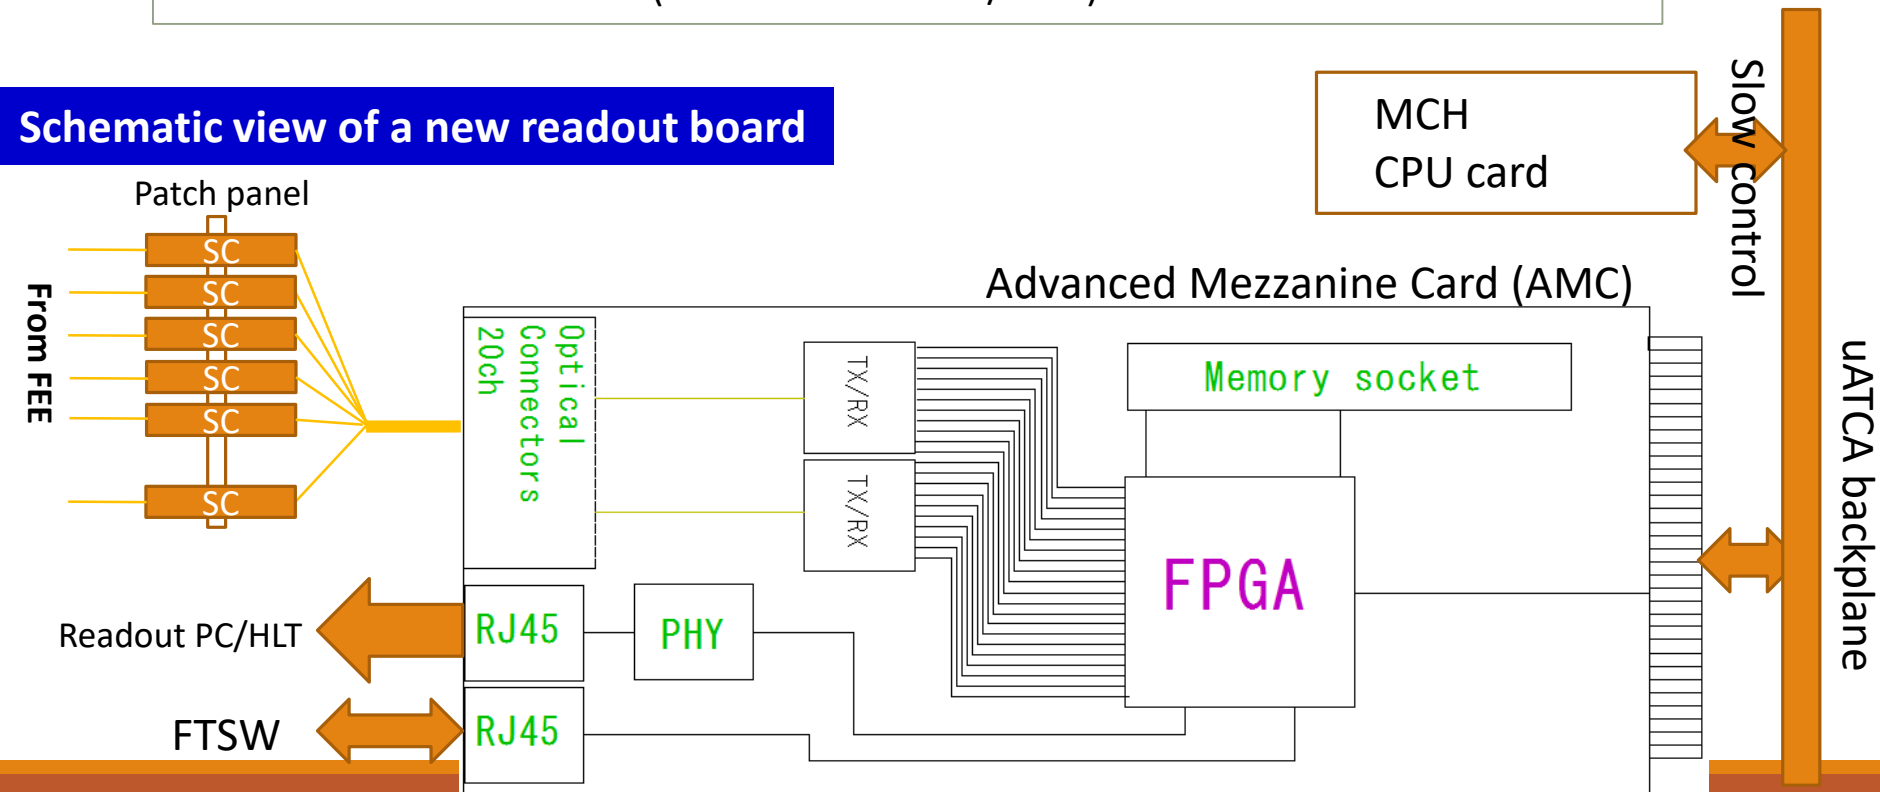 Schematic view of a new readout board
MCH
CPU card
Slow control
Patch panel
SC
SC
SC
SC
SC
SC
From FEE
Advanced Mezzanine Card (AMC)
Optical
Connectors
20ch
TX/RX
TX/RX
Memory socket
FPGA
uATCA backplane
Readout PC/HLT
RJ45
PHY
FTSW
RJ45